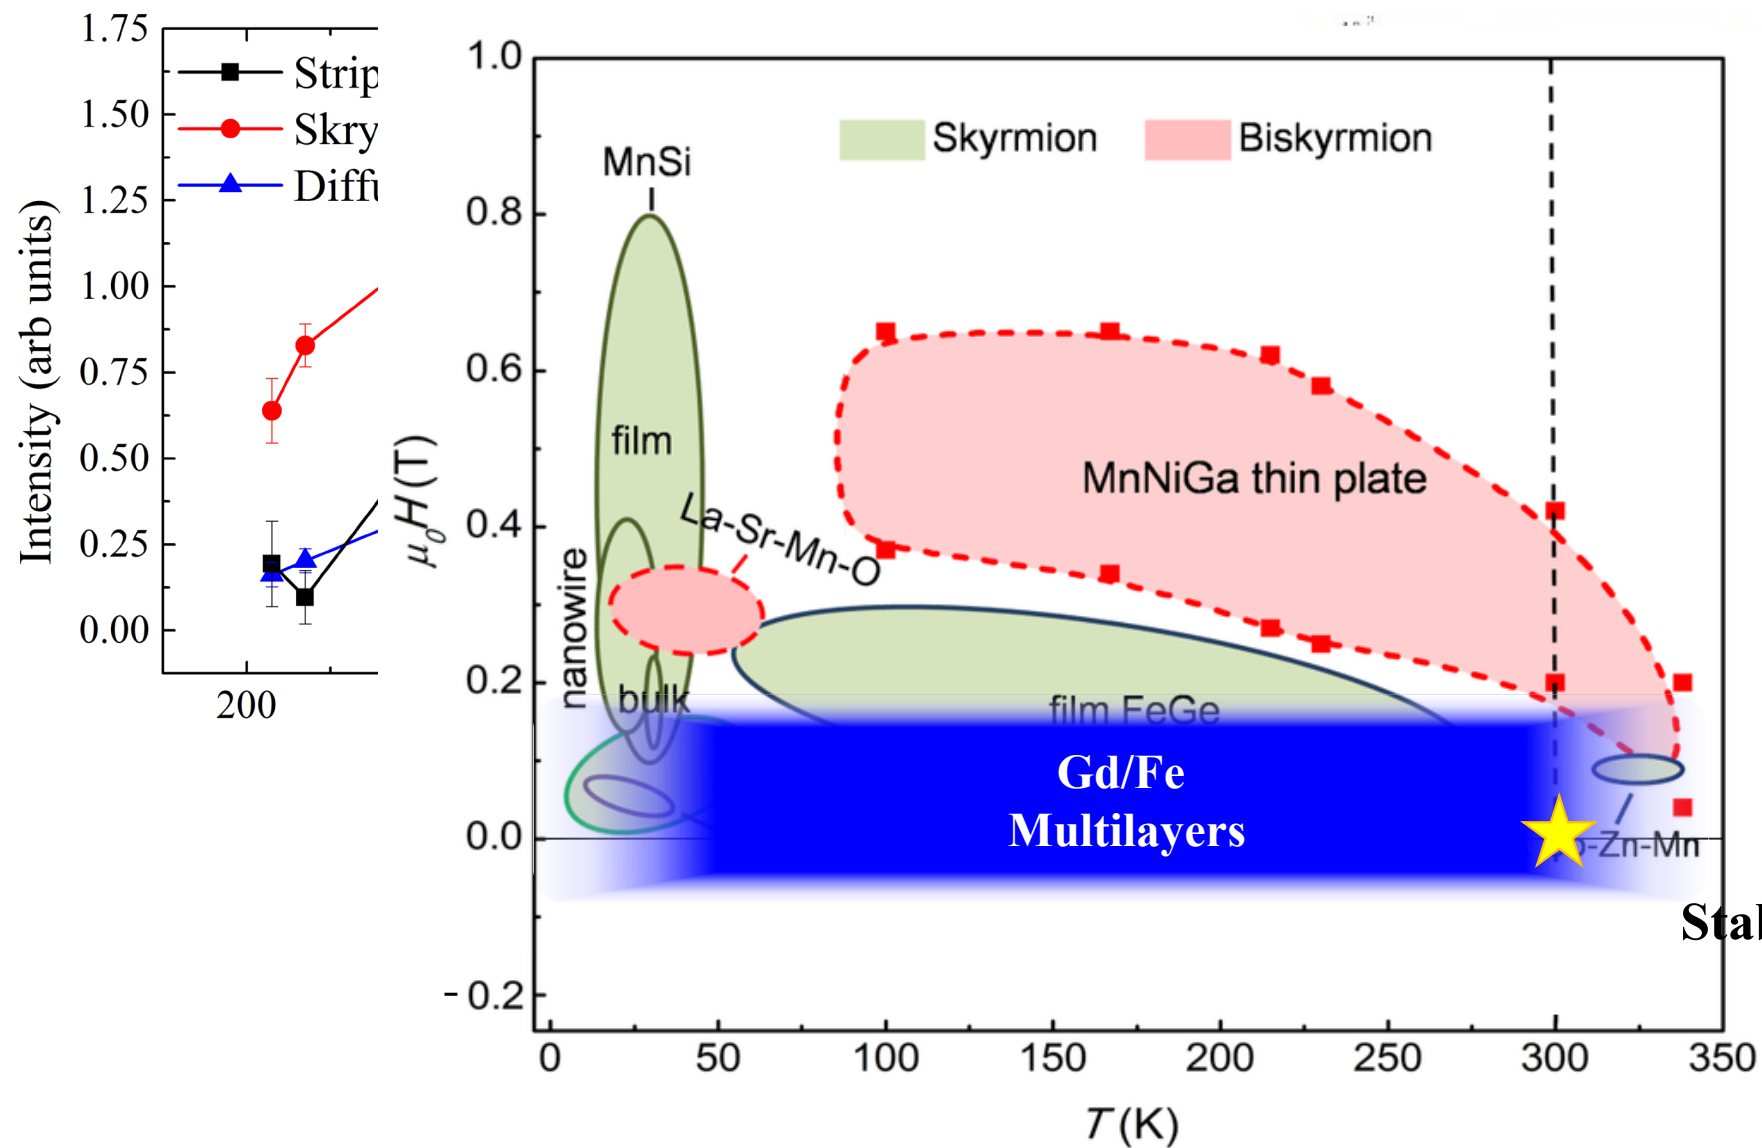 1.75
1.50
1.25
1.00
0.75
0.50
0.25
0.00
Intensity (arb units)
200
Strip
Skry
Diffu
1.0
0.8
0.6
0.4
0.2
0.0
-0.2
μ₀H (T)
Skyrmion
Biskyrmion
MnSi
film
La-Sr-Mn-O
nanowire
bulk
MnNiGa thin plate
film FeGe
Gd/Fe
Multilayers
-Zn-Mn
Stab
0
50
100
150
200
250
300
350
T (K)